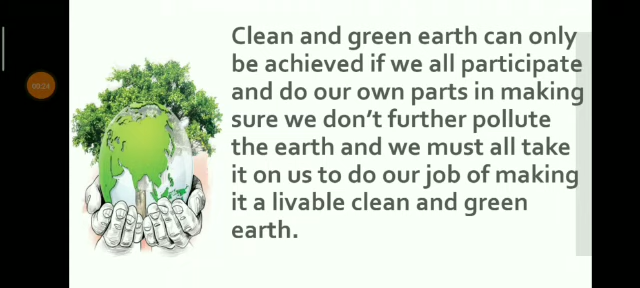 Clean and green earth can only
be achieved if we all participate
and do our own parts in making
sure we don't further pollute
the earth and we must all take
it on us to do our job of making
it a livable clean and green
earth.
00:24